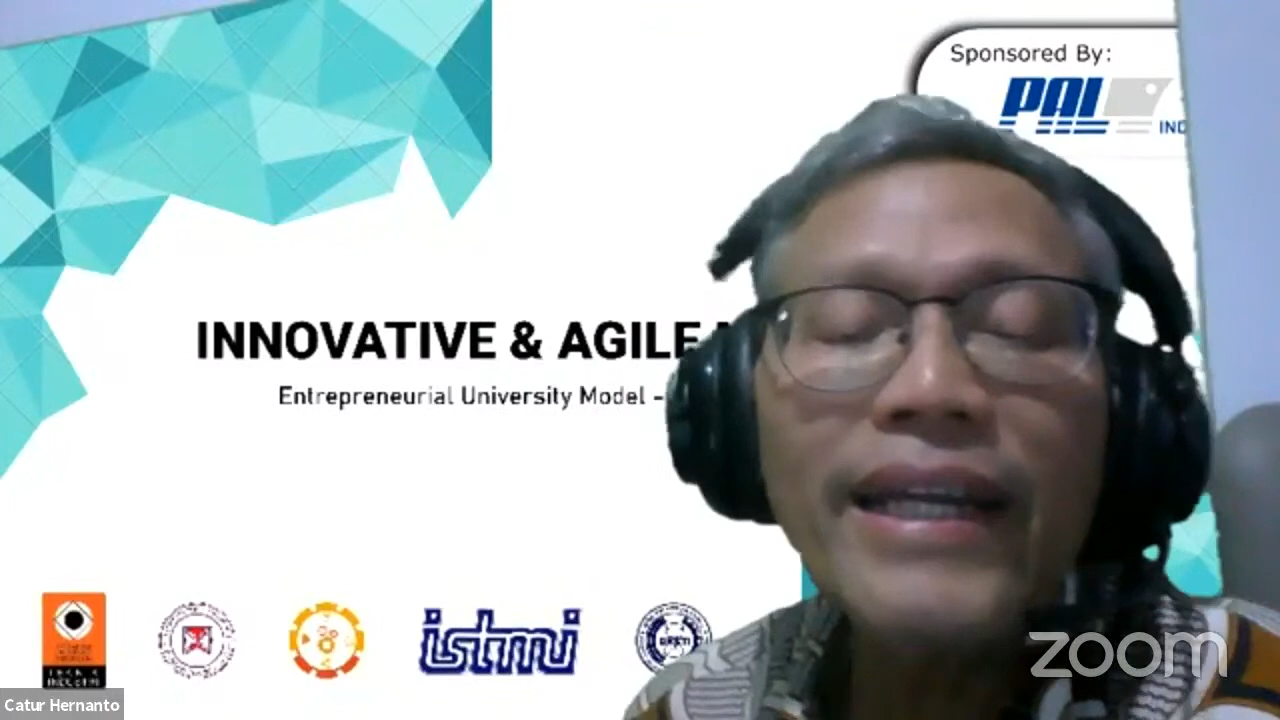 Sponsored By:
PAL
IND
INNOVATIVE & AGILE
Entrepreneurial University Model -
istmi
zoom
Catur Hernanto